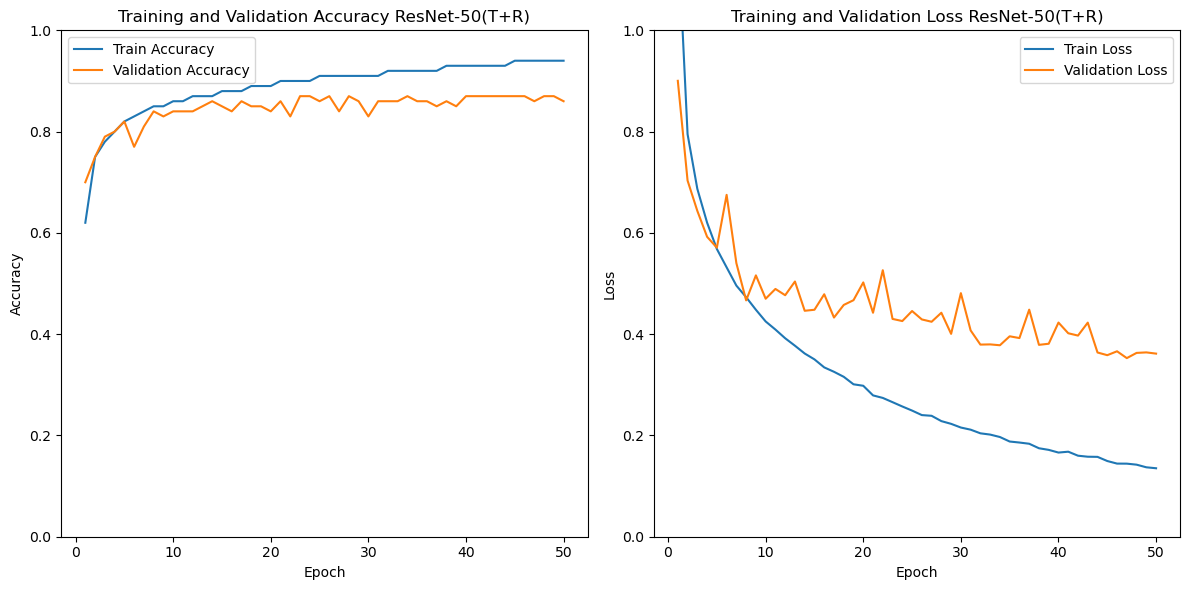 Training and Validation Accuracy ResNet-50(T+R)
Train Accuracy
Validation Accuracy
1.0
0.8
0.6
0.4
0.2
0.0
Accuracy
0
10
20
30
40
50
Epoch
Training and Validation Loss ResNet-50(T+R)
Train Loss
Validation Loss
1.0
0.8
0.6
0.4
0.2
0.0
Loss
0
10
20
30
40
50
Epoch